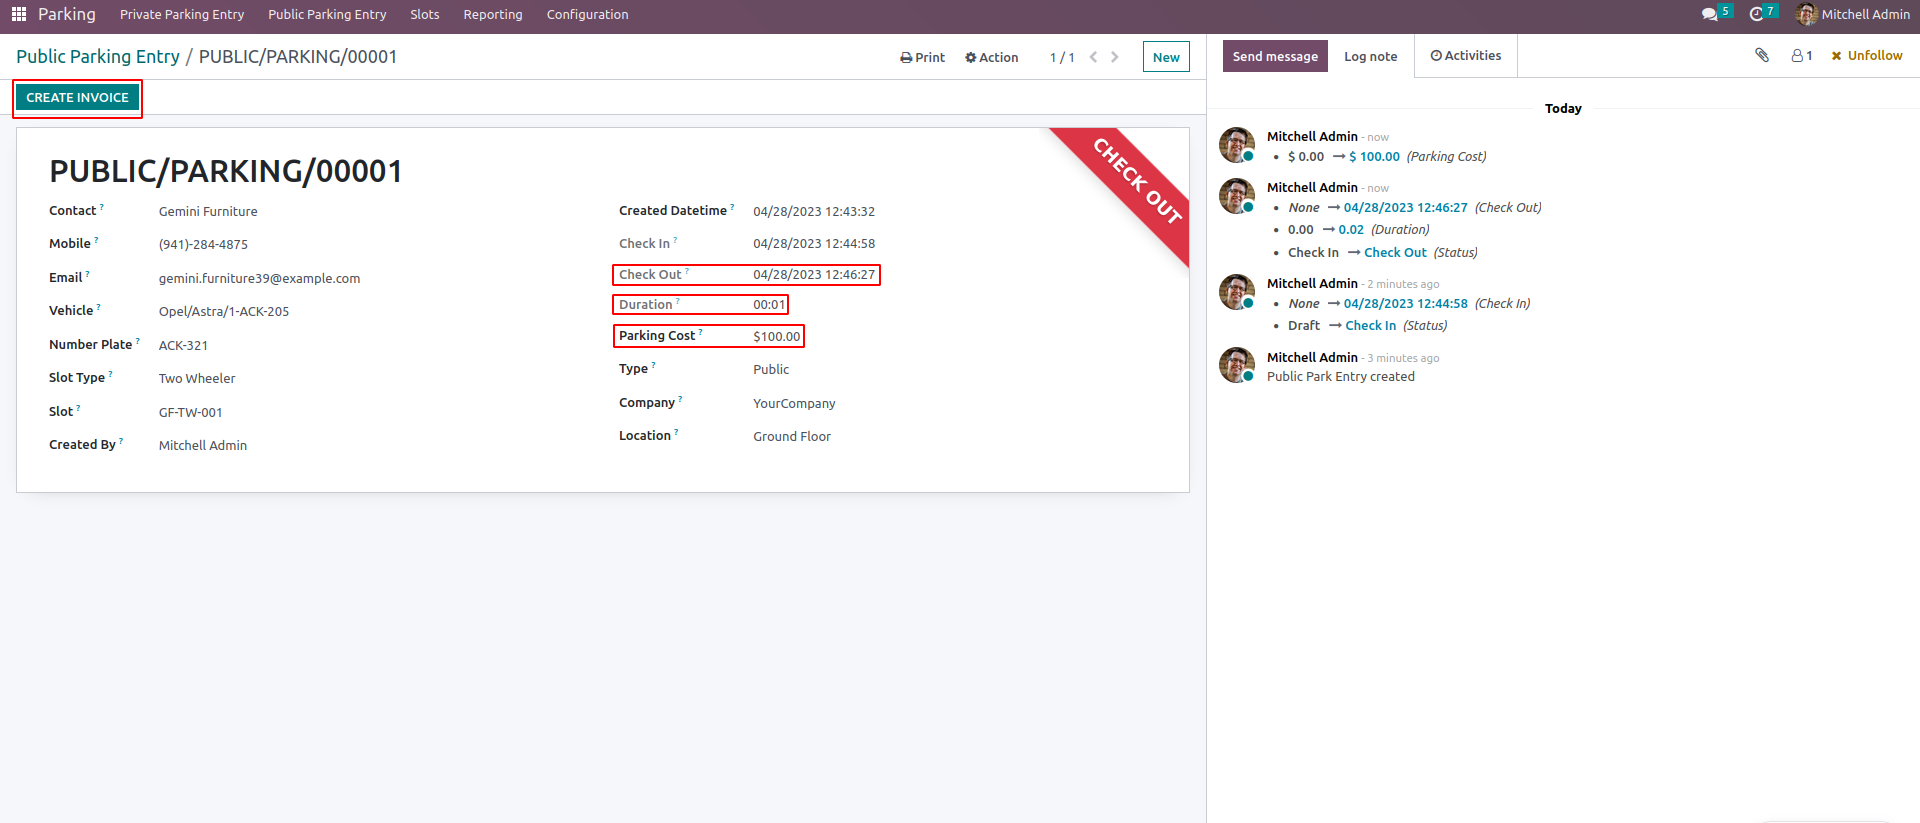 Parking Private Parking Entry Public Parking Entry Slots Reporting Configuration 5 7 Mitchell Admin
Public Parking Entry / PUBLIC/PARKING/00001 Print Action 1 / 1 New
Send message Log note Activities 1 Unfollow
CREATE INVOICE
CHECK OUT
PUBLIC/PARKING/00001
Contact ? Gemini Furniture
Mobile ? (941)-284-4875
Email ? gemini.furniture39@example.com
Vehicle ? Opel/Astra/1-ACK-205
Number Plate ? ACK-321
Slot Type ? Two Wheeler
Slot ? GF-TW-001
Created By ? Mitchell Admin
Created Datetime ? 04/28/2023 12:43:32
Check In ? 04/28/2023 12:44:58
Check Out ? 04/28/2023 12:46:27
Duration ? 00:01
Parking Cost ? $100.00
Type ? Public
Company ? YourCompany
Location ? Ground Floor
Today
Mitchell Admin - now
• $ 0.00 → $ 100.00 (Parking Cost)
Mitchell Admin - now
• None → 04/28/2023 12:46:27 (Check Out)
• 0.00 → 0.02 (Duration)
• Check In → Check Out (Status)
Mitchell Admin - 2 minutes ago
• None → 04/28/2023 12:44:58 (Check In)
• Draft → Check In (Status)
Mitchell Admin - 3 minutes ago
Public Park Entry created